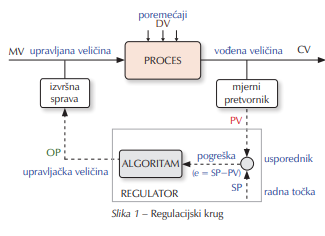 poremećaji
DV
MV upravljana veličina
PROCES
vođena veličina CV
izvršna
sprava
mjerni
pretvornik
PV
OP
upravljačka veličina
ALGORITAM
pogreška
(e = SP−PV)
usporednik
SP
REGULATOR
radna točka
Slika 1 – Regulacijski krug